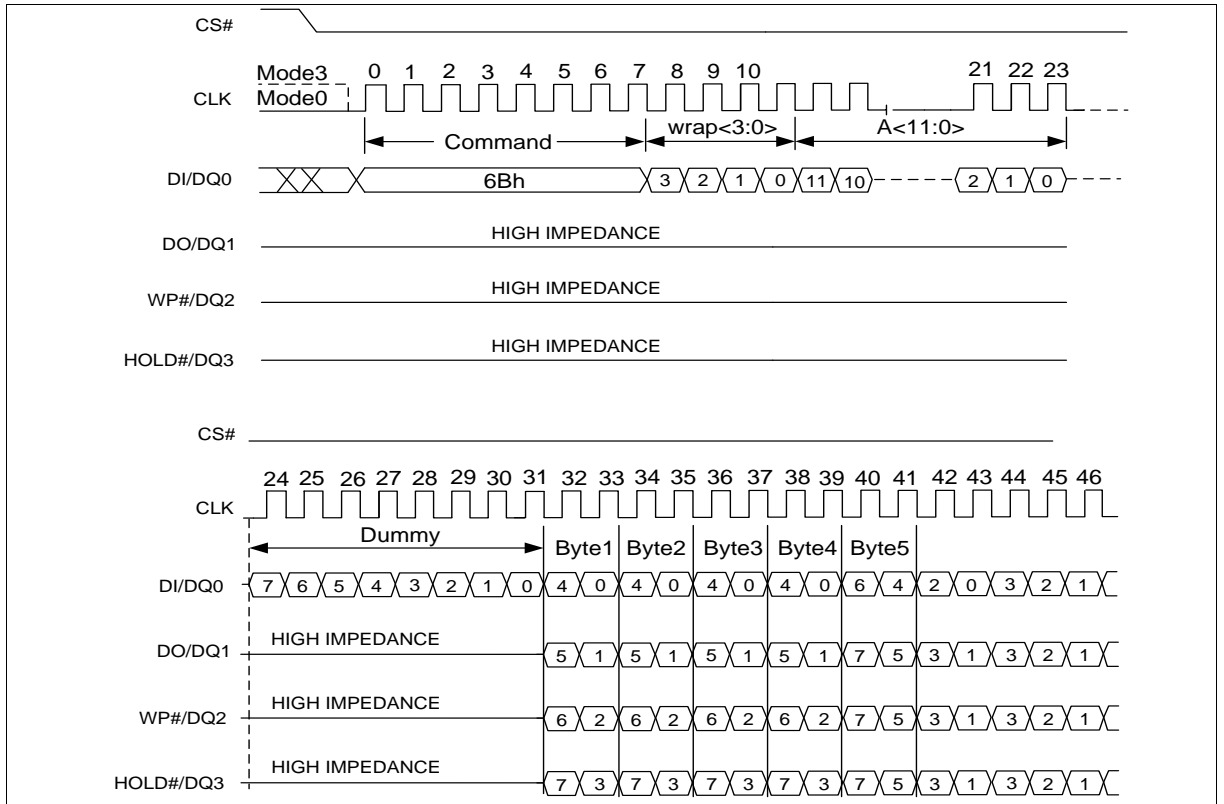 CS#
Mode3 0 1 2 3 4 5 6 7 8 9 10 21 22 23
CLK Mode0
Command wrap<3:0> A<11:0>
DI/DQ0 6Bh 3 2 1 0 11 10 2 1 0
HIGH IMPEDANCE
DO/DQ1
HIGH IMPEDANCE
WP#/DQ2
HIGH IMPEDANCE
HOLD#/DQ3
CS#
24 25 26 27 28 29 30 31 32 33 34 35 36 37 38 39 40 41 42 43 44 45 46
CLK
Dummy Byte1 Byte2 Byte3 Byte4 Byte5
DI/DQ0 7 6 5 4 3 2 1 0 4 0 4 0 4 0 4 0 6 4 2 0 3 2 1
HIGH IMPEDANCE
DO/DQ1 5 1 5 1 5 1 5 1 7 5 3 1 3 2 1
HIGH IMPEDANCE
WP#/DQ2 6 2 6 2 6 2 6 2 7 5 3 1 3 2 1
HIGH IMPEDANCE
HOLD#/DQ3 7 3 7 3 7 3 7 3 7 5 3 1 3 2 1